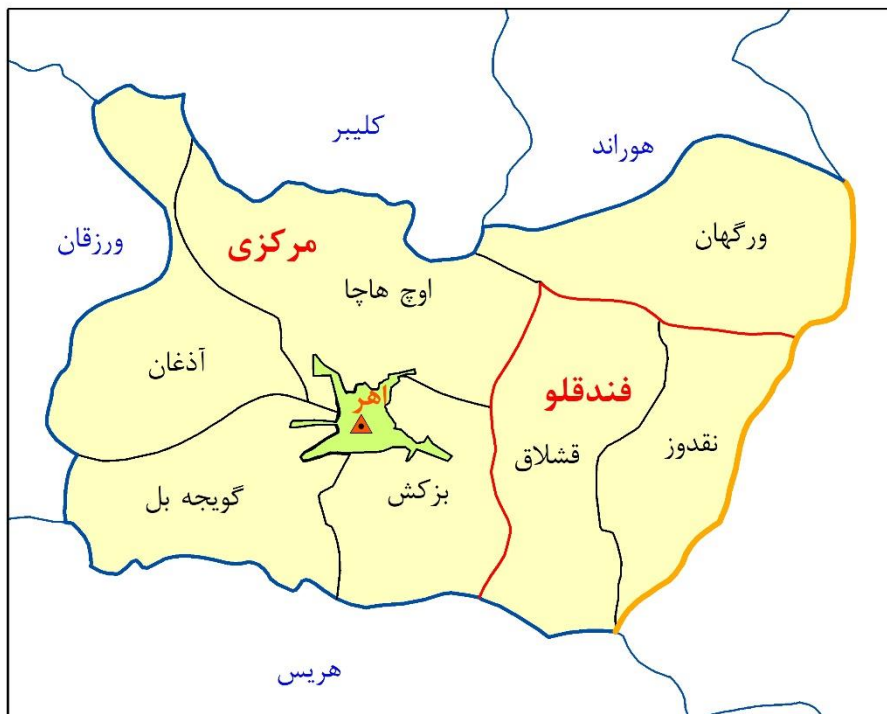 کلیبر
هوراند
ورگهان
ورزقان
مرکزی
اوچ هاچا
آذغان
اهر
فندقلو
نقدوز
قشلاق
بزکش
گویجه بل
هریس